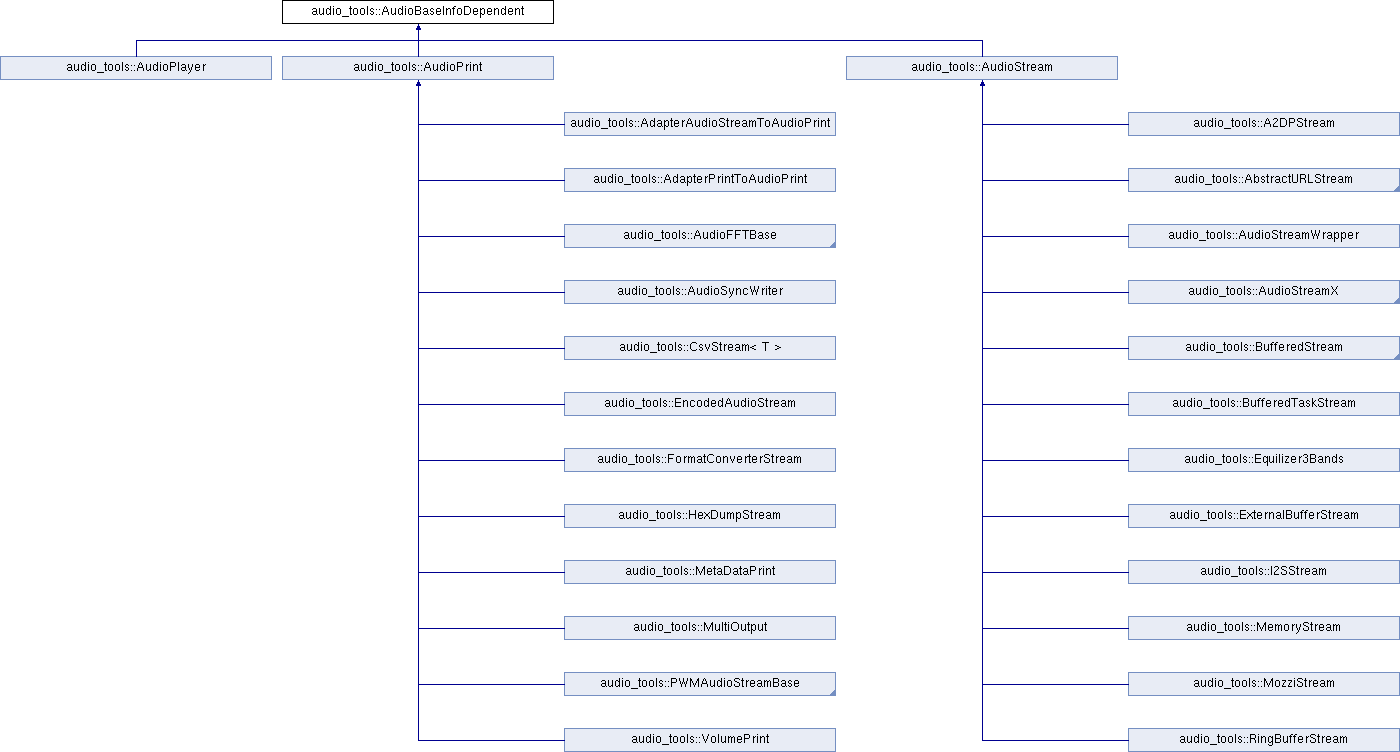 audio_tools::AudioBaseInfoDependent
audio_tools::AudioPlayer
audio_tools::AudioPrint
audio_tools::AudioStream
audio_tools::AdapterAudioStreamToAudioPrint
audio_tools::A2DPStream
audio_tools::AdapterPrintToAudioPrint
audio_tools::AbstractURLStream
audio_tools::AudioFFTBase
audio_tools::AudioStreamWrapper
audio_tools::AudioSyncWriter
audio_tools::AudioStreamX
audio_tools::CsvStream< T >
audio_tools::BufferedStream
audio_tools::EncodedAudioStream
audio_tools::BufferedTaskStream
audio_tools::FormatConverterStream
audio_tools::Equilizer3Bands
audio_tools::HexDumpStream
audio_tools::ExternalBufferStream
audio_tools::MetaDataPrint
audio_tools::I2SStream
audio_tools::MultiOutput
audio_tools::MemoryStream
audio_tools::PWMAudioStreamBase
audio_tools::MozziStream
audio_tools::VolumePrint
audio_tools::RingBufferStream